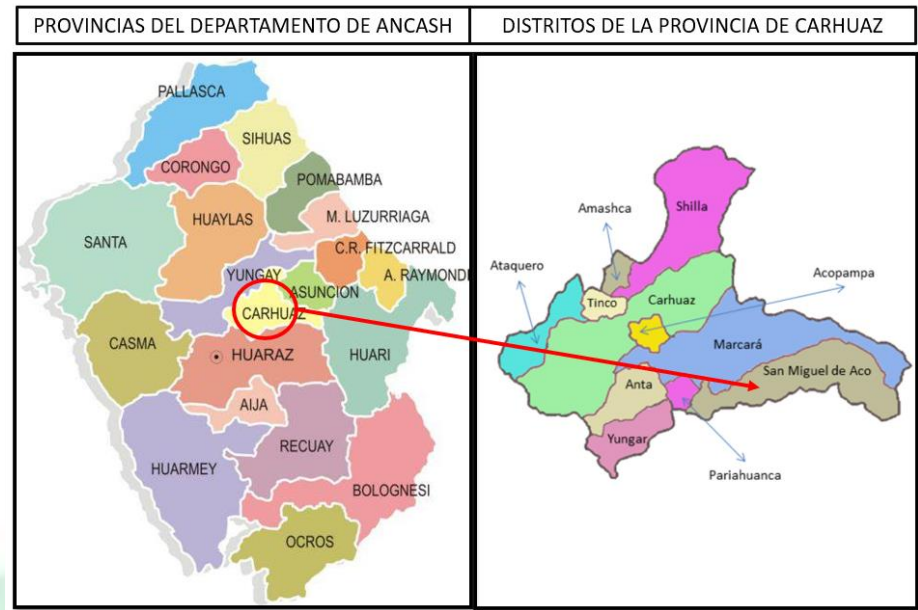 PROVINCIAS DEL DEPARTAMENTO DE ANCASH
DISTRITOS DE LA PROVINCIA DE CARHUAZ
PALLASCA
SIHUAS
CORONGO
POMABAMBA
HUAYLAS
M. LUZURRIAGA
SANTA
C.R. FITZCARRALD
YUNGAY
A. RAYMONDI
ASUNCION
CARHUAZ
CASMA
HUARAZ
HUARI
AIJA
RECUAY
HUARMEY
BOLOGNESI
OCROS
Shilla
Amashca
Ataquero
Acopampa
Carhuaz
Tinco
Marcará
San Miguel de Aco
Anta
Yungar
Pariahuanca